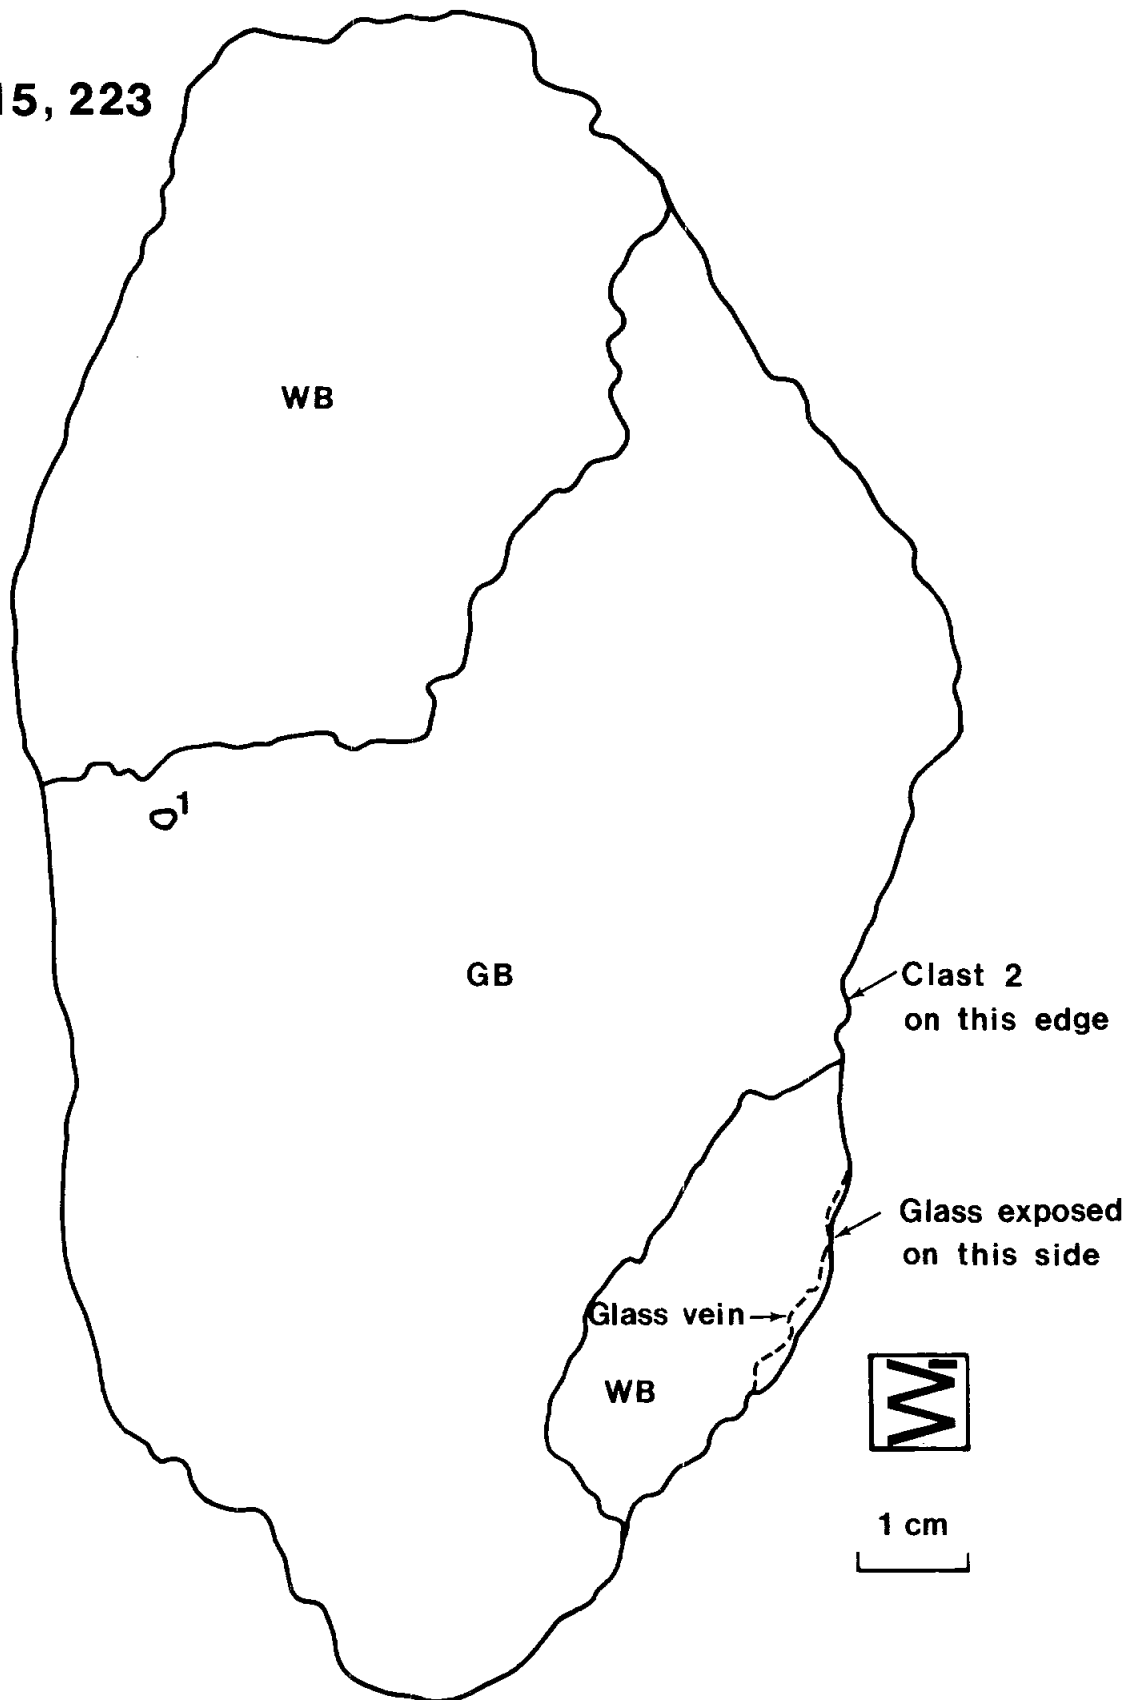 15, 223
WB
1
GB
Clast 2
on this edge
Glass exposed
on this side
Glass vein
WB
W1
1 cm